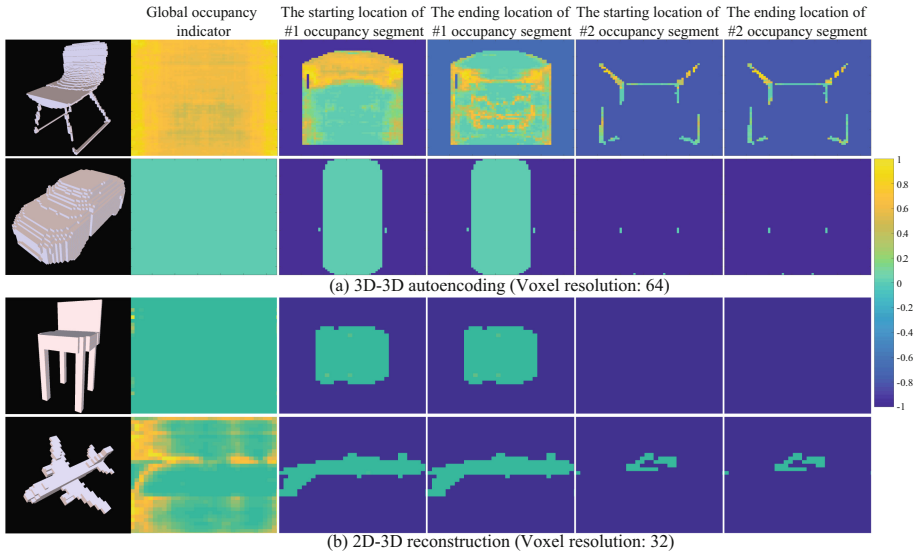 Global occupancy
indicator
The starting location of
#1 occupancy segment
The ending location of
#1 occupancy segment
The starting location of
#2 occupancy segment
The ending location of
#2 occupancy segment
1
0.8
0.6
0.4
0.2
0
-0.2
-0.4
-0.6
-0.8
-1
(a) 3D-3D autoencoding (Voxel resolution: 64)
(b) 2D-3D reconstruction (Voxel resolution: 32)